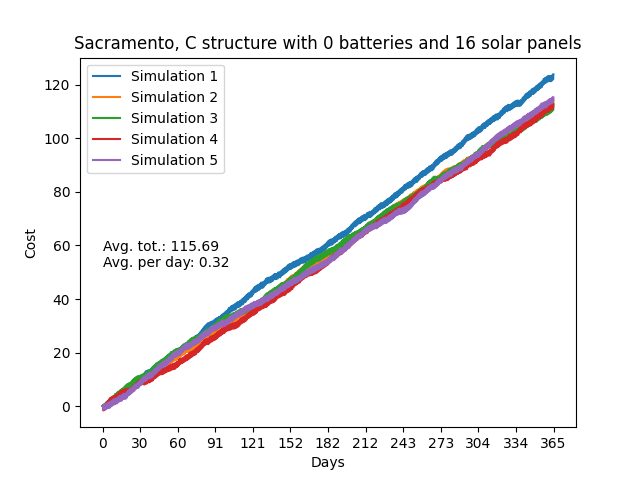 Sacramento, C structure with 0 batteries and 16 solar panels
Simulation 1
Simulation 2
Simulation 3
Simulation 4
Simulation 5
Avg. tot.: 115.69
Avg. per day: 0.32
Cost
120
100
80
60
40
20
0
0 30 60 91 121 152 182 212 243 273 304 334 365
Days